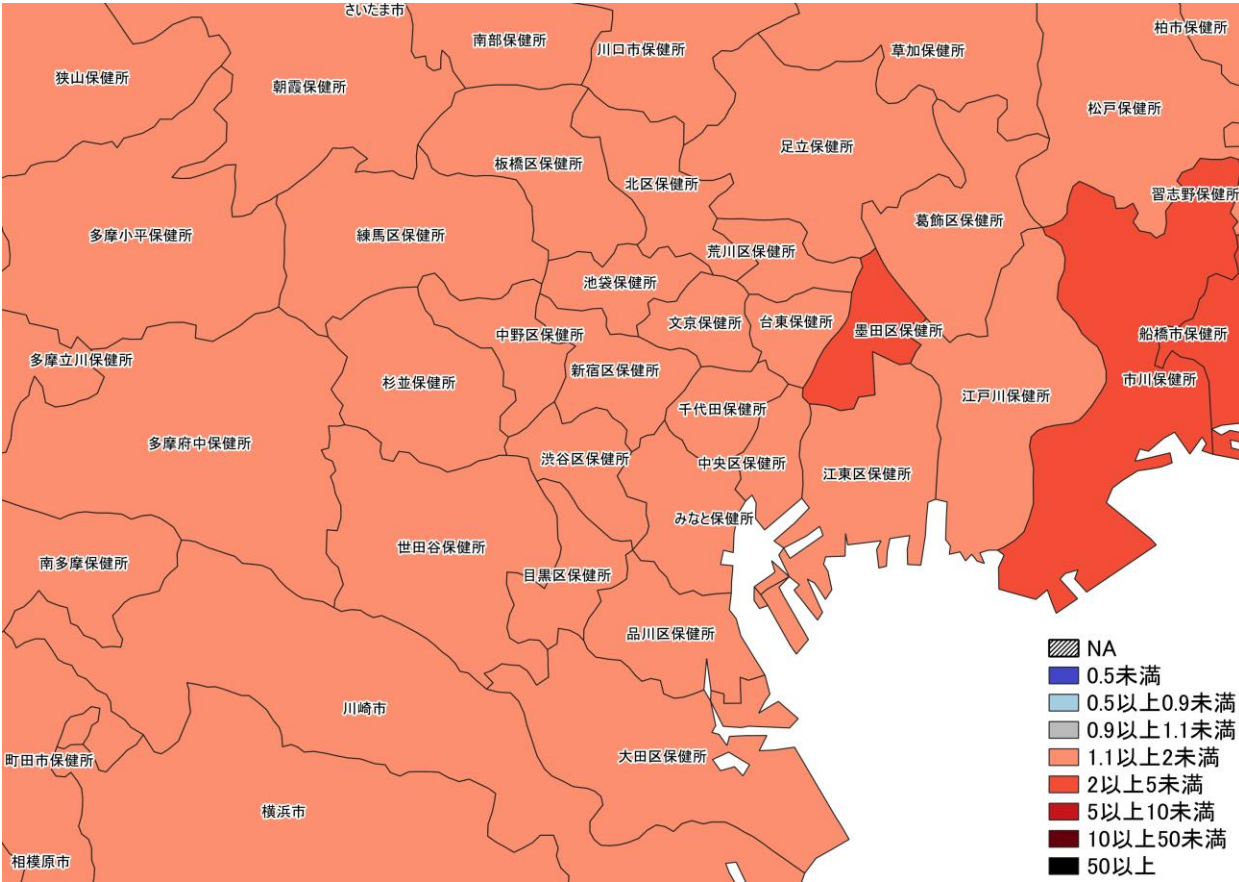 さいたま市
南部保健所
川口市保健所
草加保健所
柏市保健所
狭山保健所
朝霞保健所
松戸保健所
足立保健所
板橋区保健所
北区保健所
習志野保健所
葛飾区保健所
多摩小平保健所
練馬区保健所
荒川区保健所
池袋保健所
文京保健所
台東保健所
墨田区保健所
中野区保健所
船橋市保健所
多摩立川保健所
新宿区保健所
杉並保健所
市川保健所
江戸川保健所
千代田保健所
多摩府中保健所
渋谷区保健所
中央区保健所
江東区保健所
みなと保健所
世田谷保健所
南多摩保健所
目黒区保健所
品川区保健所
川崎市
大田区保健所
町田市保健所
横浜市
相模原市
NA
0.5未満
0.5以上0.9未満
0.9以上1.1未満
1.1以上2未満
2以上5未満
5以上10未満
10以上50未満
50以上